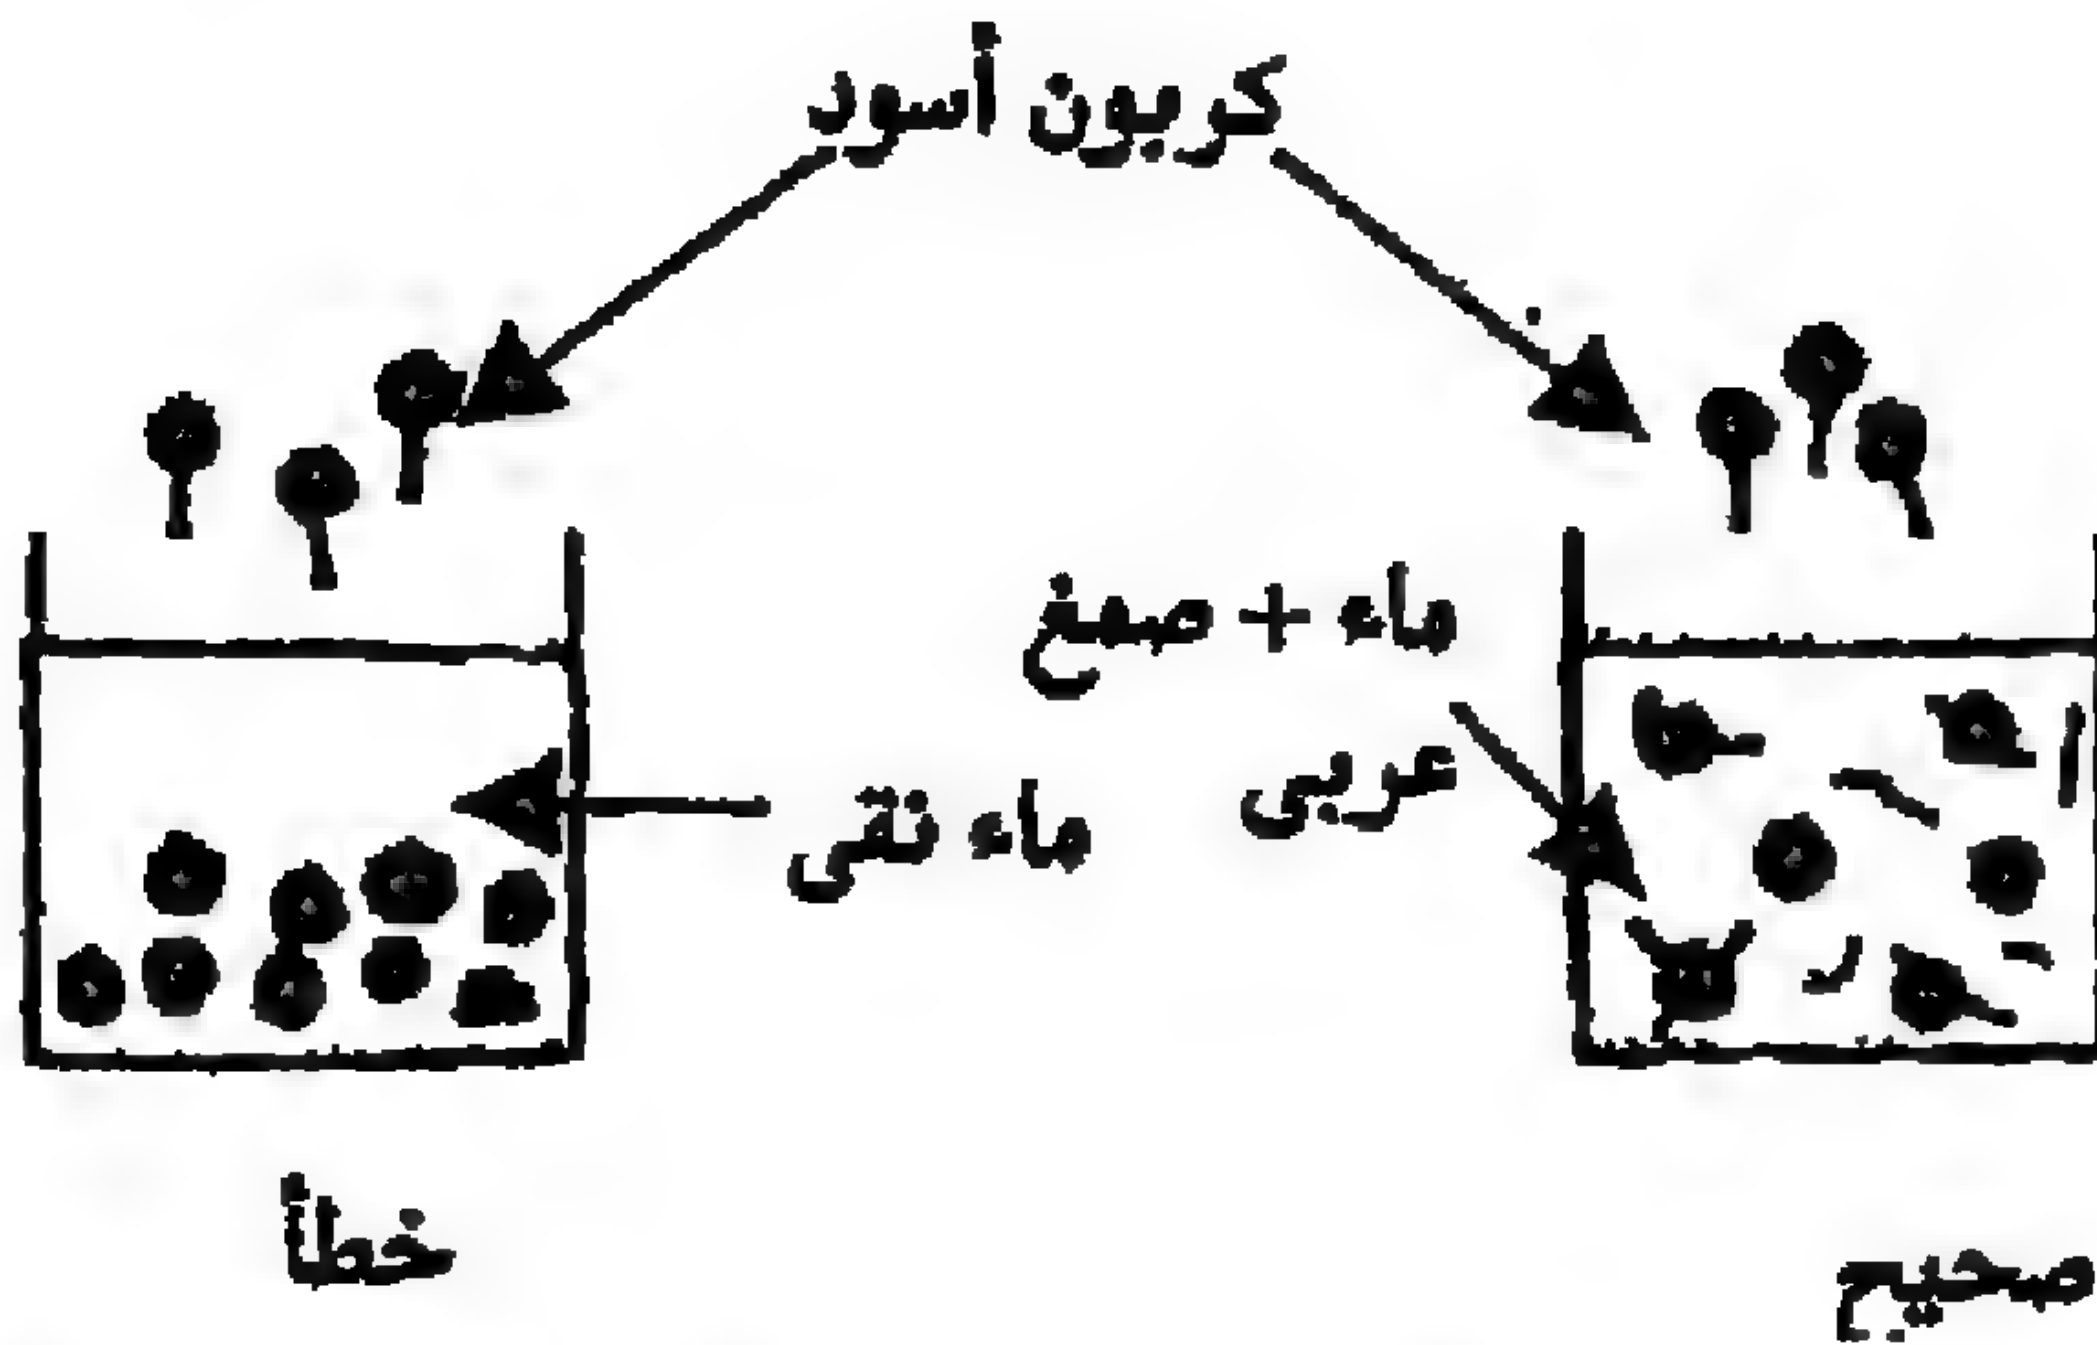 كربون أسود
ماء + صمغ
عربى
ماء نقى
صحيح
خطأ